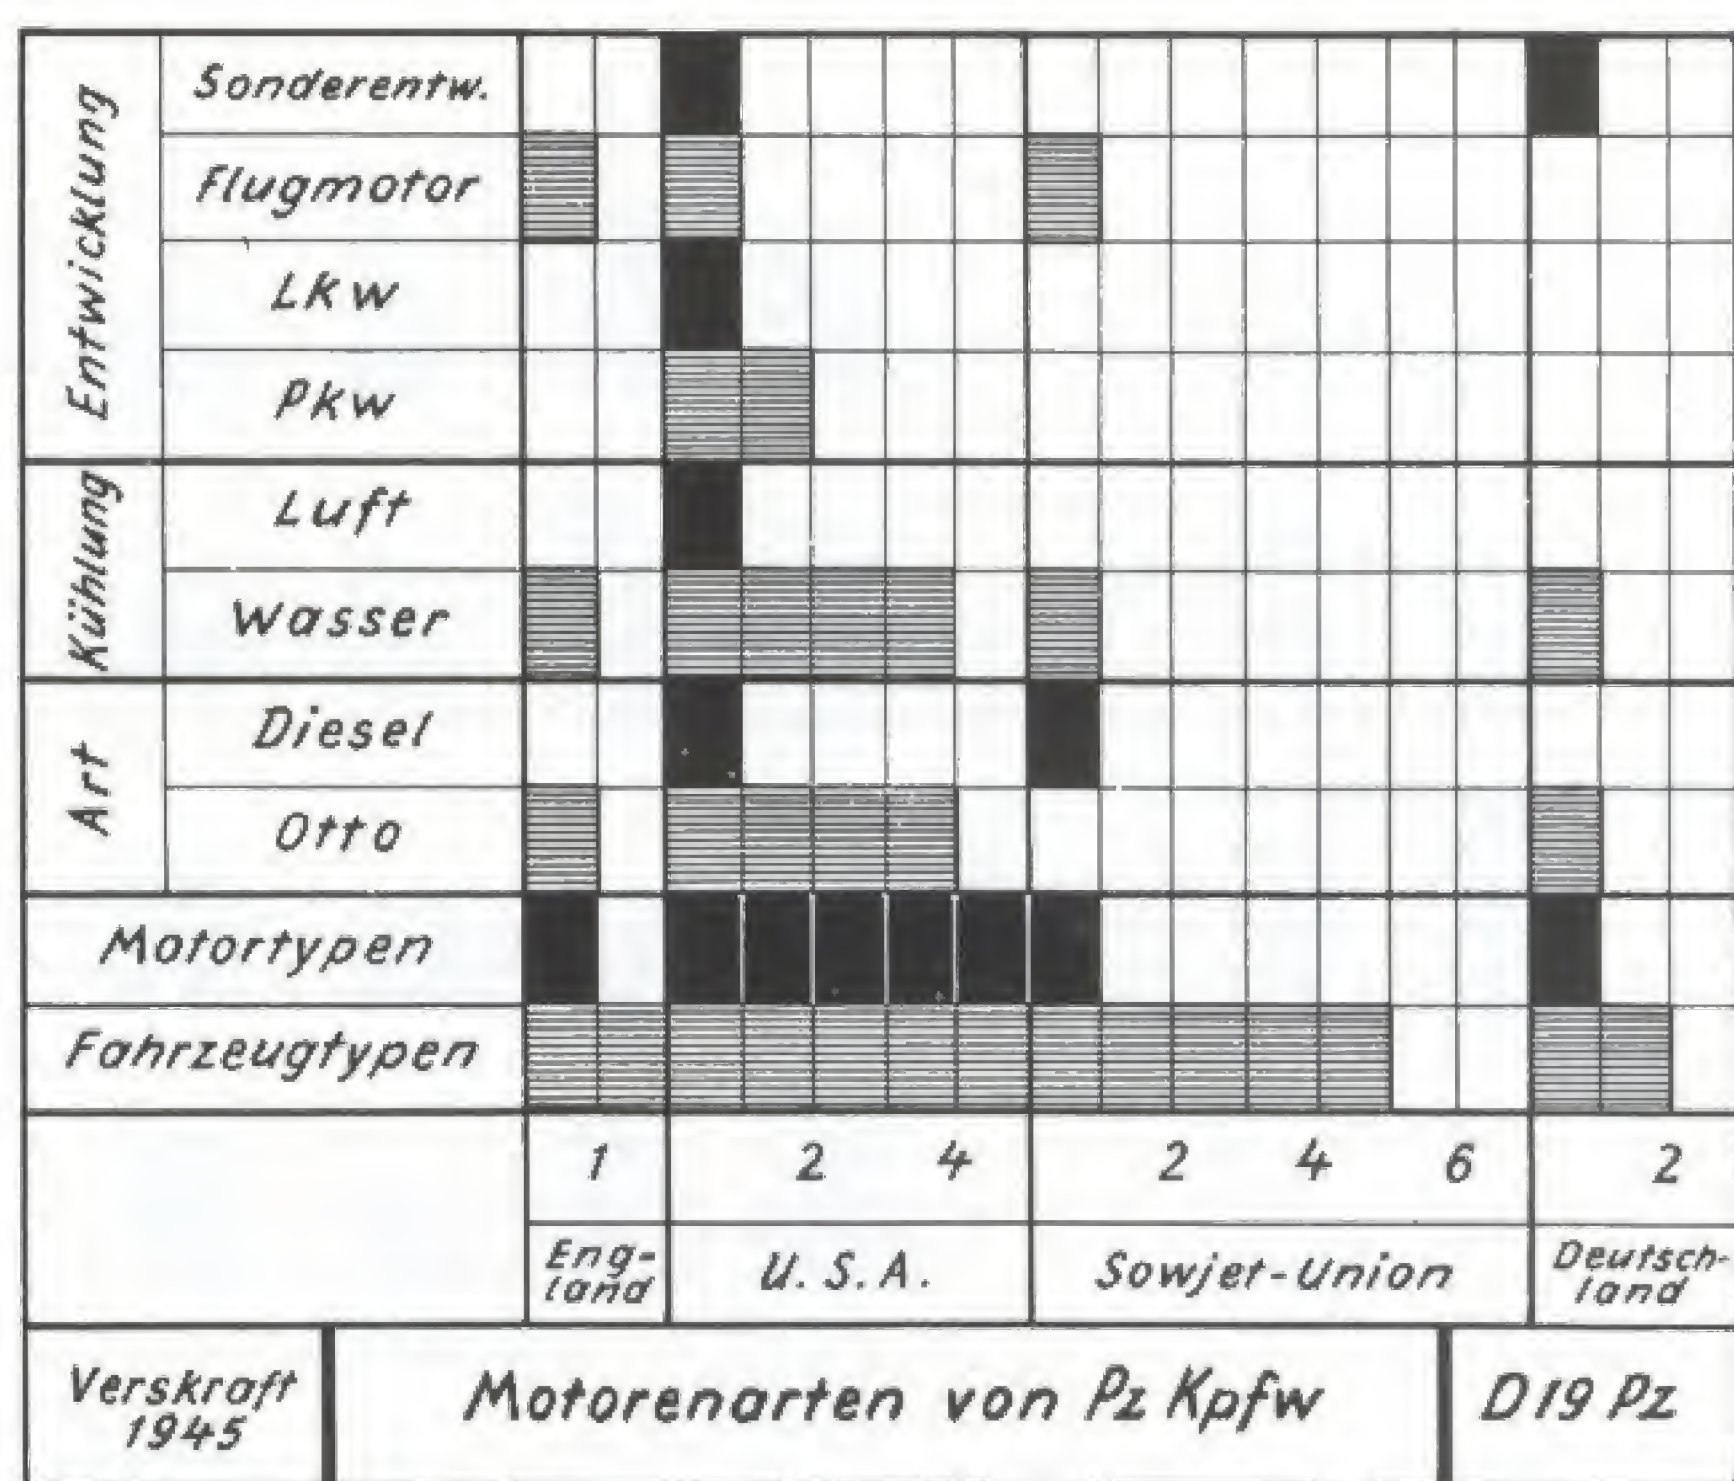 Entwicklung
Sonderentw.
Flugmotor
Lkw
Pkw
Kühlung
Luft
Wasser
Art
Diesel
Otto
Motortypen
Fahrzeugtypen
1 2 4 2 4 6 2
Eng-
land
U.S.A.
Sowjet-Union
Deutsch-
land
Verskraft
1945
Motorenarten von Pz Kpfw
D 19 Pz